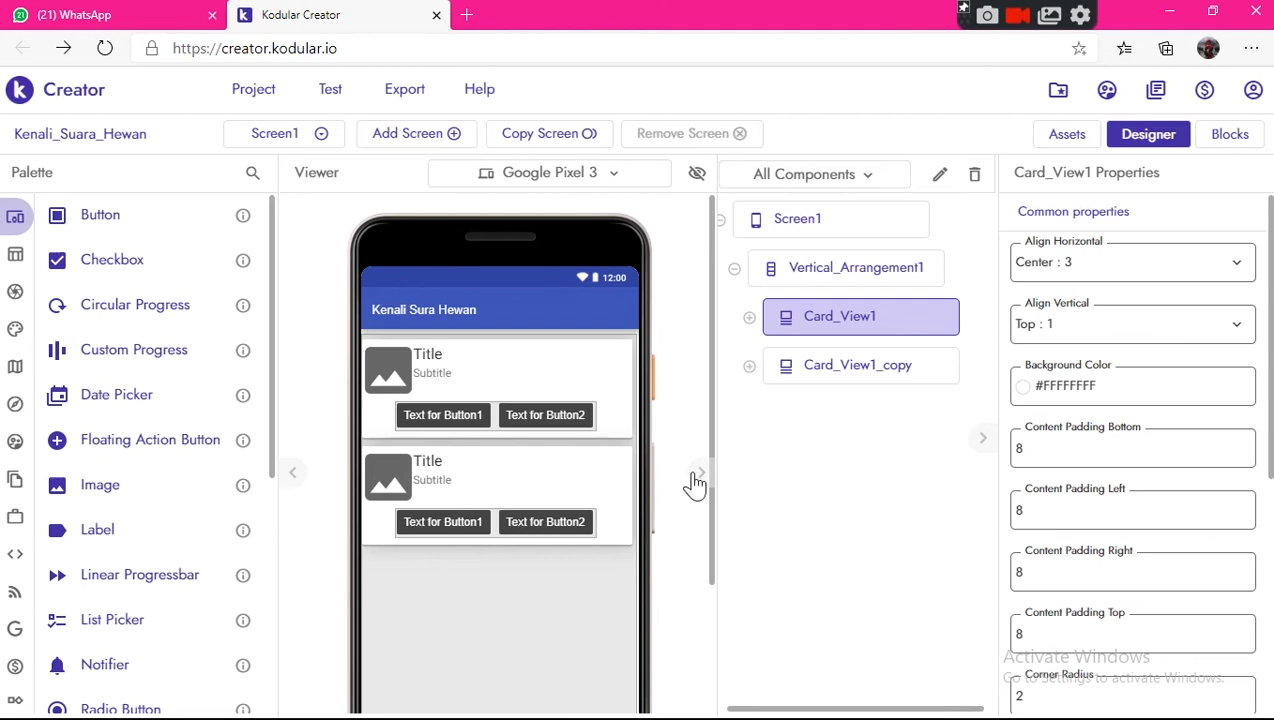 (21) WhatsApp
Kodular Creator
https://creator.kodular.io
Creator
Project
Test
Export
Help
Kenali_Suara_Hewan
Screen1
Add Screen
Copy Screen
Remove Screen
Assets
Designer
Blocks
Palette
Viewer
Google Pixel 3
All Components
Card_View1 Properties
Button
Checkbox
Circular Progress
Custom Progress
Date Picker
Floating Action Button
Image
Label
Linear Progressbar
List Picker
Notifier
Radio Button
12:00
Kenali Sura Hewan
Title
Subtitle
Text for Button1
Text for Button2
Title
Subtitle
Text for Button1
Text for Button2
Screen1
Vertical_Arrangement1
Card_View1
Card_View1_copy
Common properties
Align Horizontal
Center : 3
Align Vertical
Top : 1
Background Color
#FFFFFFFF
Content Padding Bottom
8
Content Padding Left
8
Content Padding Right
8
Content Padding Top
8
Activate Windows
Go to Settings to activate Windows.
Corner Radius
2